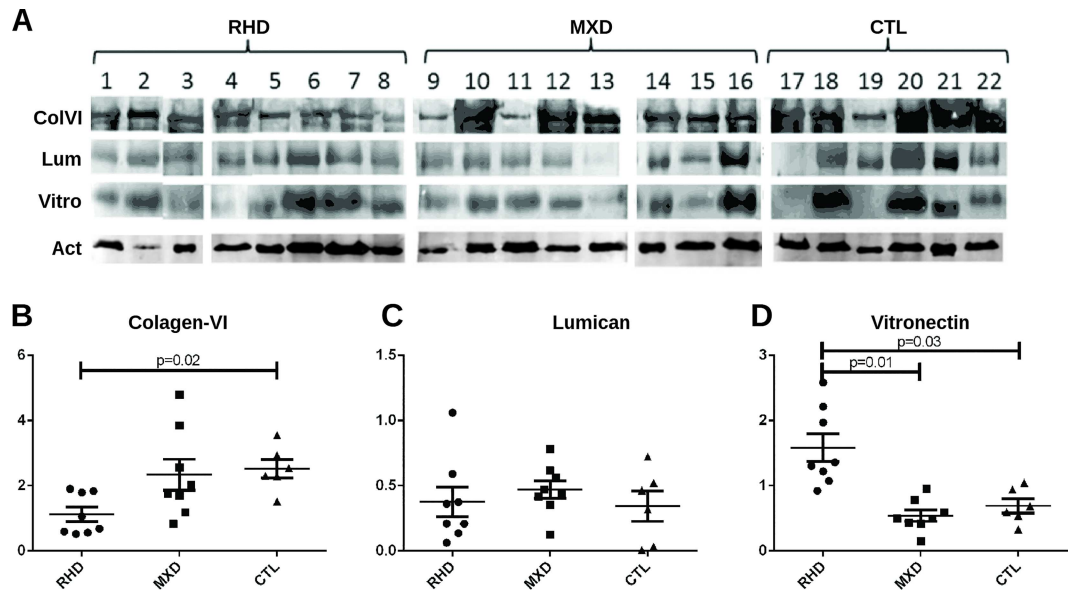 A
RHD MXD CTL
1 2 3 4 5 6 7 8 9 10 11 12 13 14 15 16 17 18 19 20 21 22
ColVI
Lum
Vitro
Act
B
Colagen-VI
p=0.02
6
4
2
0
RHD MXD CTL
C
Lumican
1.5
1.0
0.5
0.0
RHD MXD CTL
D
Vitronectin
p=0.03
p=0.01
3
2
1
0
RHD MXD CTL